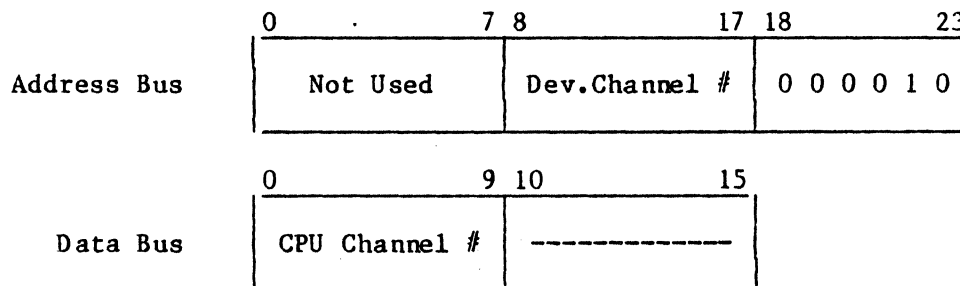 0 7 8 17 18 23
Address Bus Not Used Dev.Channel # 0 0 0 0 1 0
0 9 10 15
Data Bus CPU Channel # -------------